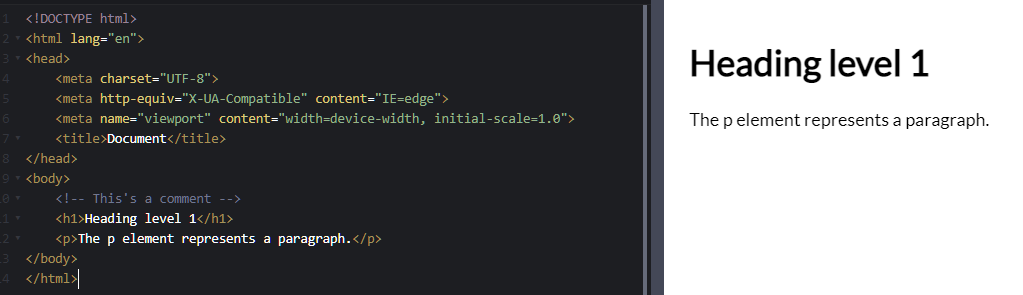 1 <!DOCTYPE html>
2 <html lang="en">
3 <head>
4 <meta charset="UTF-8">
5 <meta http-equiv="X-UA-Compatible" content="IE=edge">
6 <meta name="viewport" content="width=device-width, initial-scale=1.0">
7 <title>Document</title>
8 </head>
9 <body>
0 <!-- This's a comment -->
1 <h1>Heading level 1</h1>
2 <p>The p element represents a paragraph.</p>
3 </body>
4 </html>
Heading level 1
The p element represents a paragraph.